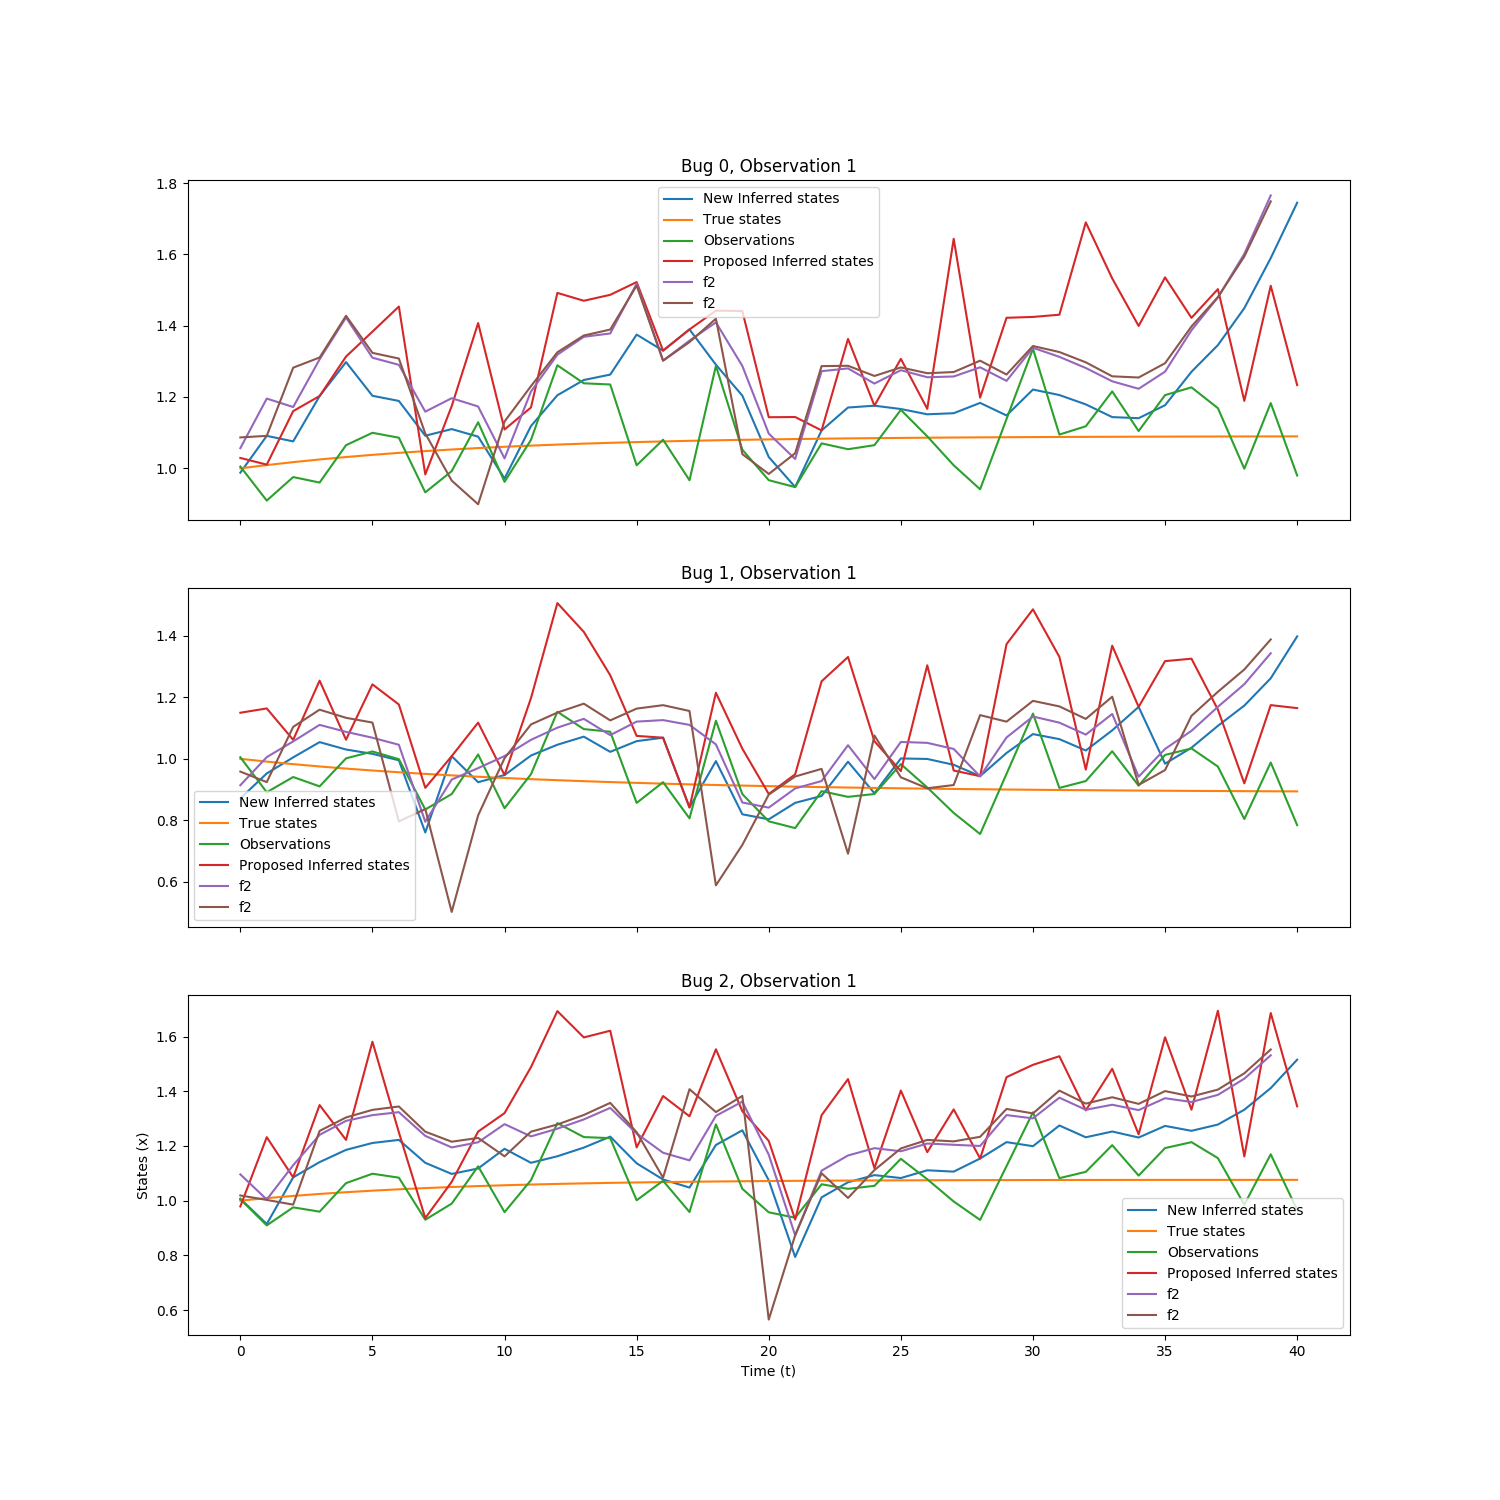 Bug 0, Observation 1
1.8
1.6
1.4
1.2
1.0
New Inferred states
True states
Observations
Proposed Inferred states
f2
f2
Bug 1, Observation 1
1.4
1.2
1.0
0.8
0.6
New Inferred states
True states
Observations
Proposed Inferred states
f2
f2
Bug 2, Observation 1
States (x)
1.6
1.4
1.2
1.0
0.8
0.6
New Inferred states
True states
Observations
Proposed Inferred states
f2
f2
0 5 10 15 20 25 30 35 40
Time (t)